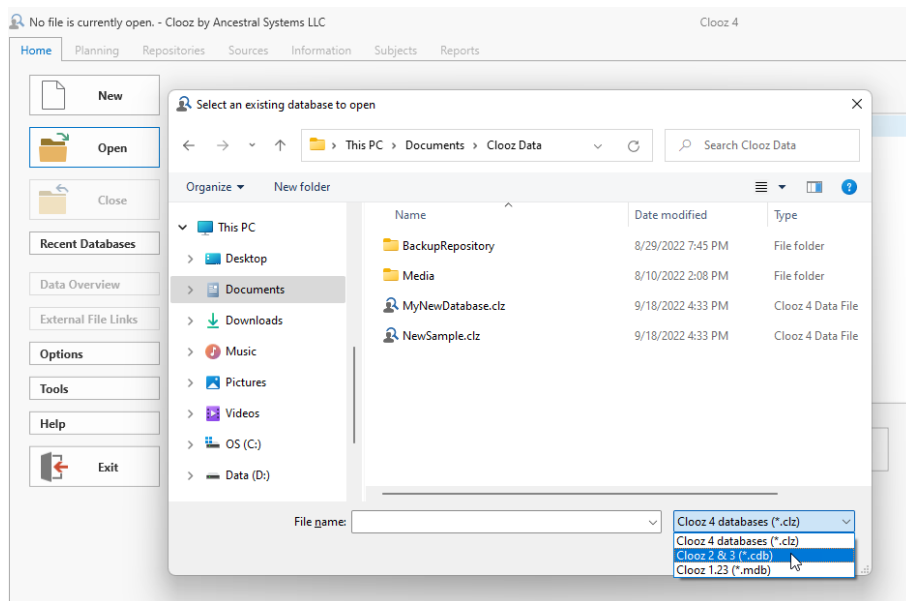 No file is currently open. - Clooz by Ancestral Systems LLC
Clooz 4
Home Planning Repositories Sources Information Subjects Reports
New
Open
Close
Recent Databases
Data Overview
External File Links
Options
Tools
Help
Exit
Select an existing database to open
This PC > Documents > Clooz Data
Search Clooz Data
Organize New folder
This PC
Desktop
Documents
Downloads
Music
Pictures
Videos
OS (C:)
Data (D:)
Name Date modified Type
BackupRepository 8/29/2022 7:45 PM File folder
Media 8/10/2022 2:08 PM File folder
MyNewDatabase.clz 9/18/2022 4:33 PM Clooz 4 Data File
NewSample.clz 9/18/2022 4:33 PM Clooz 4 Data File
File name:
Clooz 4 databases (*.clz)
Clooz 4 databases (*.clz)
Clooz 2 & 3 (*.cdb)
Clooz 1.23 (*.mdb)